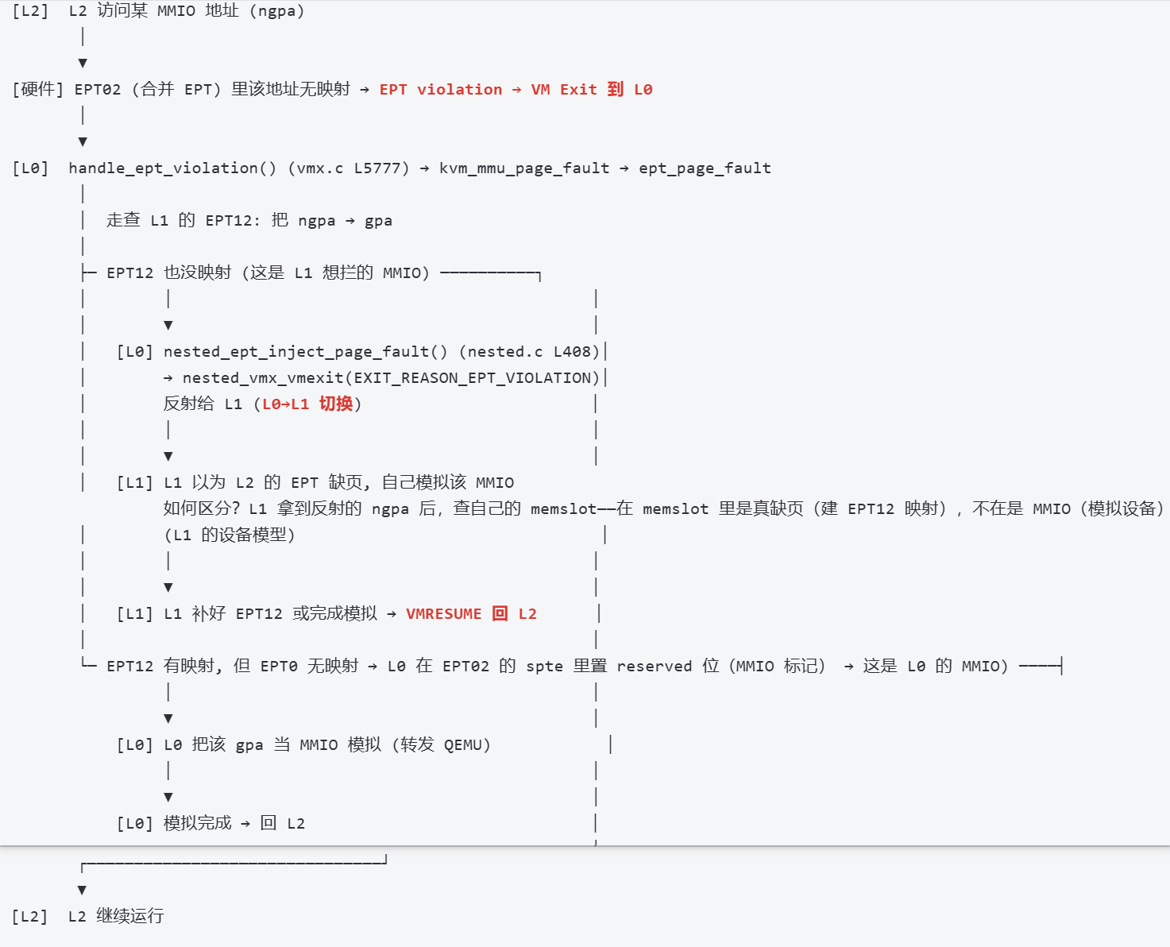 [L2] L2 访问某 MMIO 地址 (ngpa)
│
▼
[硬件] EPT02 (合并 EPT) 里该地址无映射 → EPT violation → VM Exit 到 L0
│
▼
[L0] handle_ept_violation() (vmx.c L5777) → kvm_mmu_page_fault → ept_page_fault
│
│ 走查 L1 的 EPT12: 把 ngpa → gpa
│
├─ EPT12 也没映射 (这是 L1 想拦的 MMIO) ──────────┐
│ │ │
│ ▼ │
│ [L0] nested_ept_inject_page_fault() (nested.c L408)│
│ → nested_vmx_vmexit(EXIT_REASON_EPT_VIOLATION)│
│ 反射给 L1 (L0→L1 切换) │
│ │ │
│ ▼ │
│ [L1] L1 以为 L2 的 EPT 缺页, 自己模拟该 MMIO
如何区分? L1 拿到反射的 ngpa 后, 查自己的 memslot——在 memslot 里是真缺页 (建 EPT12 映射) , 不在是 MMIO (模拟设备)
│ (L1 的设备模型) │
│ │ │
│ ▼ │
│ [L1] L1 补好 EPT12 或完成模拟 → VMRESUME 回 L2 │
│ │
└─ EPT12 有映射, 但 EPT0 无映射 → L0 在 EPT02 的 spte 里置 reserved 位 (MMIO 标记) → 这是 L0 的 MMIO) ────┤
│ │
▼ │
[L0] L0 把该 gpa 当 MMIO 模拟 (转发 QEMU) │
│ │
▼ │
[L0] 模拟完成 → 回 L2 │
┌────────────────────────────────┘
▼
[L2] L2 继续运行